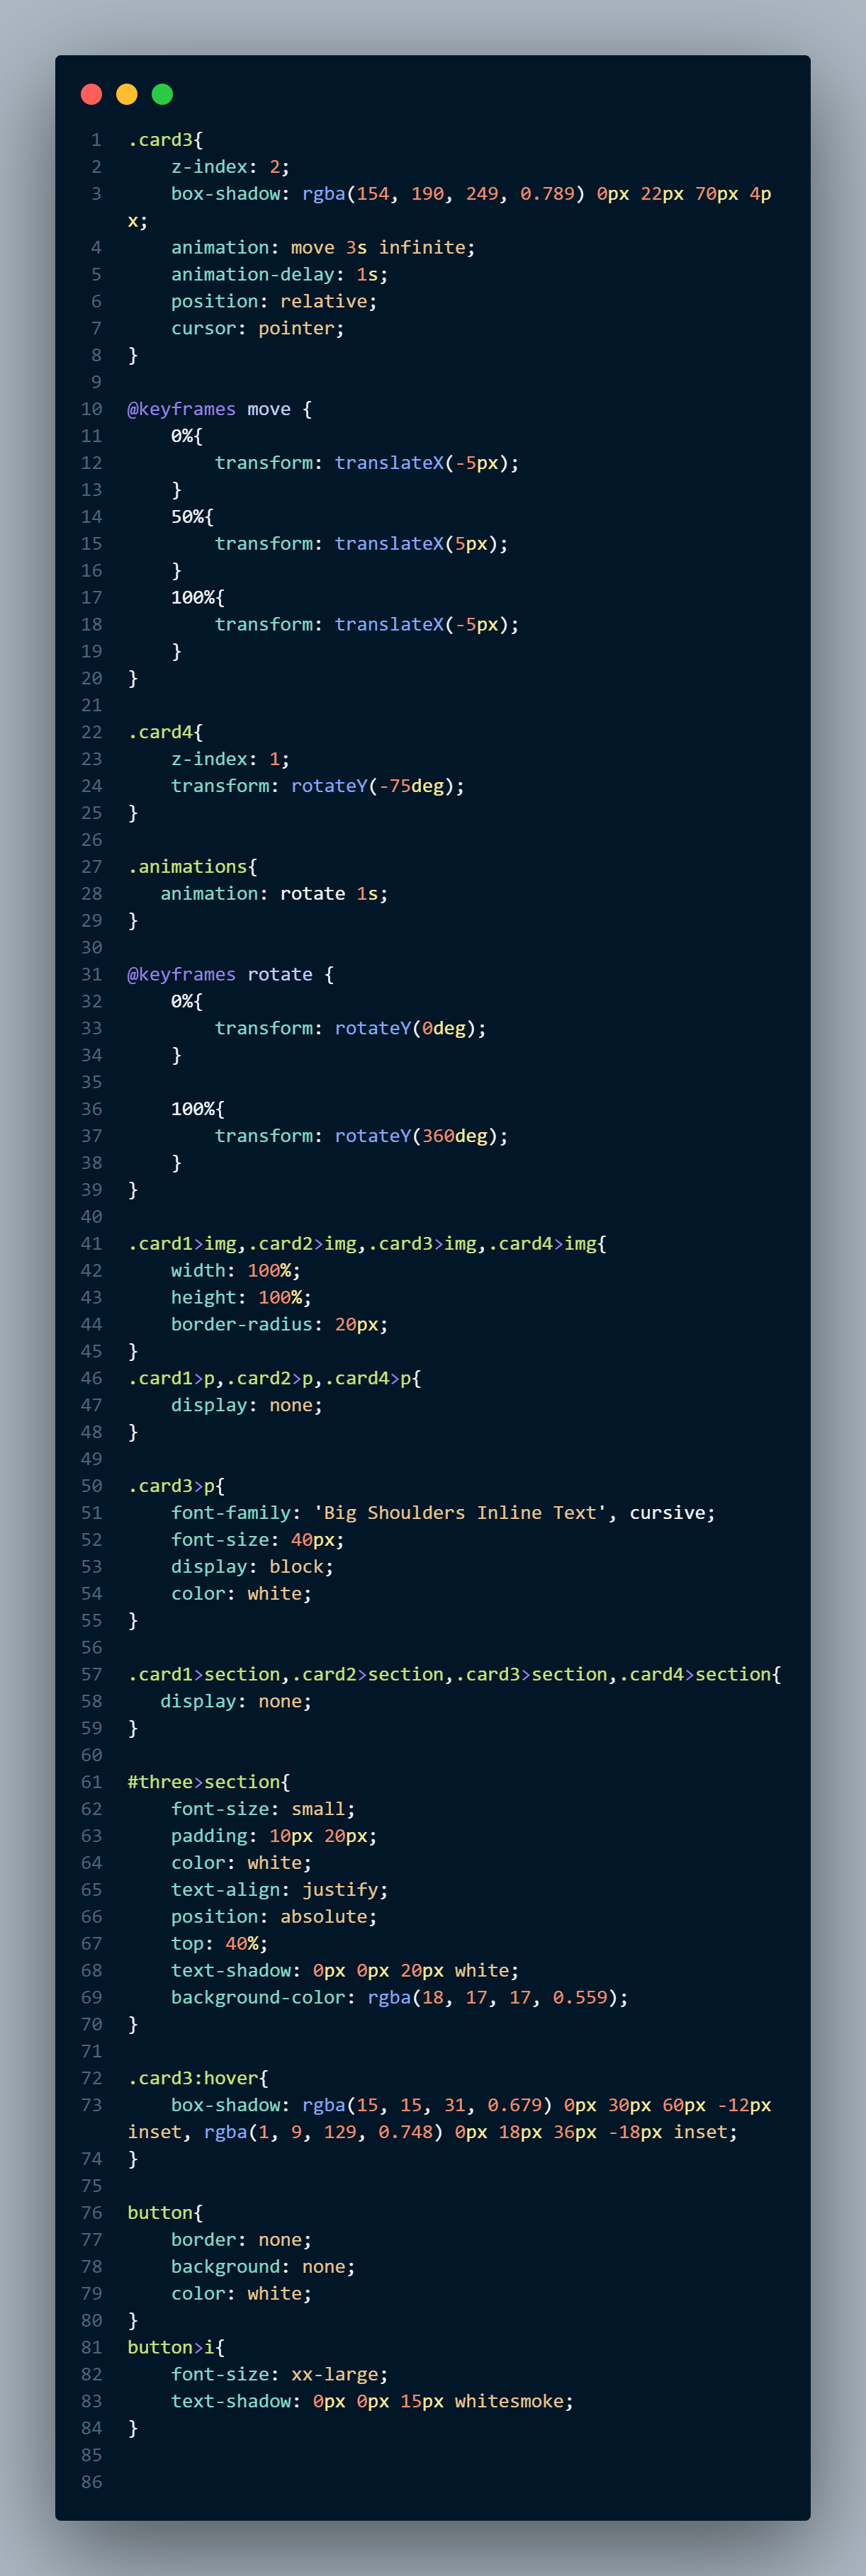 1 .card3{
2     z-index: 2;
3     box-shadow: rgba(154, 190, 249, 0.789) 0px 22px 70px 4p
x;
4     animation: move 3s infinite;
5     animation-delay: 1s;
6     position: relative;
7     cursor: pointer;
8 }
9
10 @keyframes move {
11     0%{
12         transform: translateX(-5px);
13     }
14     50%{
15         transform: translateX(5px);
16     }
17     100%{
18         transform: translateX(-5px);
19     }
20 }
21
22 .card4{
23     z-index: 1;
24     transform: rotateY(-75deg);
25 }
26
27 .animations{
28    animation: rotate 1s;
29 }
30
31 @keyframes rotate {
32     0%{
33         transform: rotateY(0deg);
34     }
35
36     100%{
37         transform: rotateY(360deg);
38     }
39 }
40
41 .card1>img,.card2>img,.card3>img,.card4>img{
42     width: 100%;
43     height: 100%;
44     border-radius: 20px;
45 }
46 .card1>p,.card2>p,.card4>p{
47     display: none;
48 }
49
50 .card3>p{
51     font-family: 'Big Shoulders Inline Text', cursive;
52     font-size: 40px;
53     display: block;
54     color: white;
55 }
56
57 .card1>section,.card2>section,.card3>section,.card4>section{
58    display: none;
59 }
60
61 #three>section{
62     font-size: small;
63     padding: 10px 20px;
64     color: white;
65     text-align: justify;
66     position: absolute;
67     top: 40%;
68     text-shadow: 0px 0px 20px white;
69     background-color: rgba(18, 17, 17, 0.559);
70 }
71
72 .card3:hover{
73     box-shadow: rgba(15, 15, 31, 0.679) 0px 30px 60px -12px
inset, rgba(1, 9, 129, 0.748) 0px 18px 36px -18px inset;
74 }
75
76 button{
77     border: none;
78     background: none;
79     color: white;
80 }
81 button>i{
82     font-size: xx-large;
83     text-shadow: 0px 0px 15px whitesmoke;
84 }
85
86